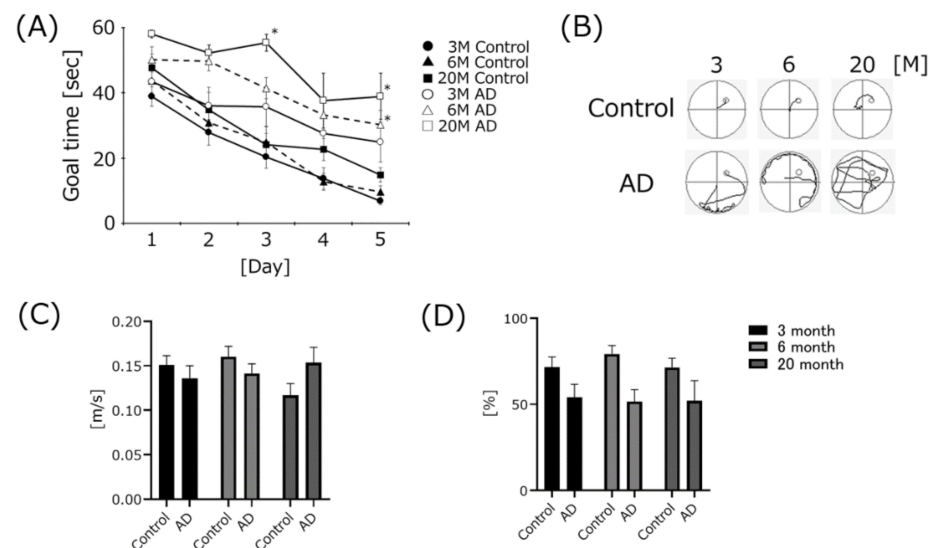 (A)
60
40
20
0
Goal time [sec]
1 2 3 4 5
[Day]
*
*
*
3M Control
6M Control
20M Control
3M AD
6M AD
20M AD
(B)
3 6 20 [M]
Control
AD
(C)
0.20
0.15
0.10
0.05
0.00
[m/s]
Control AD Control AD Control AD
(D)
100
50
0
[%]
Control AD Control AD Control AD
3 month
6 month
20 month